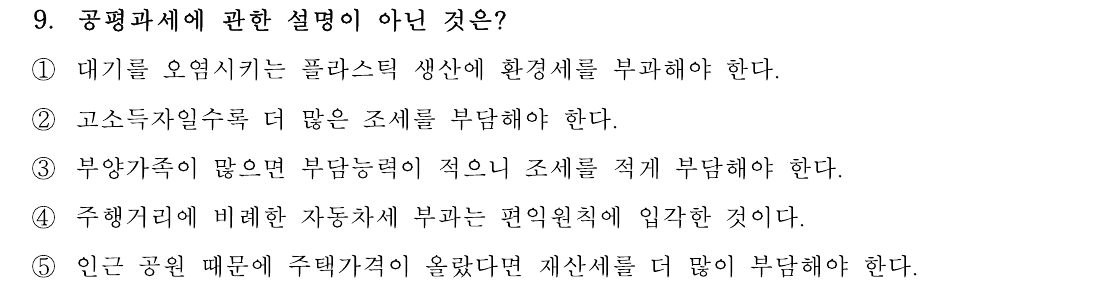 9. 공평과세에 관한 설명이 아닌 것은?
① 대기를 오염시키는 플라스틱 생산에 환경세를 부과해야 한다.
② 고소득자일수록 더 많은 조세를 부담해야 한다.
③ 부양가족이 많으면 부담능력이 적으니 조세를 적게 부담해야 한다.
④ 주행거리에 비례한 자동차세 부과는 편익원칙에 입각한 것이다.
⑤ 인근 공원 때문에 주택가격이 올랐다면 재산세를 더 많이 부담해야 한다.